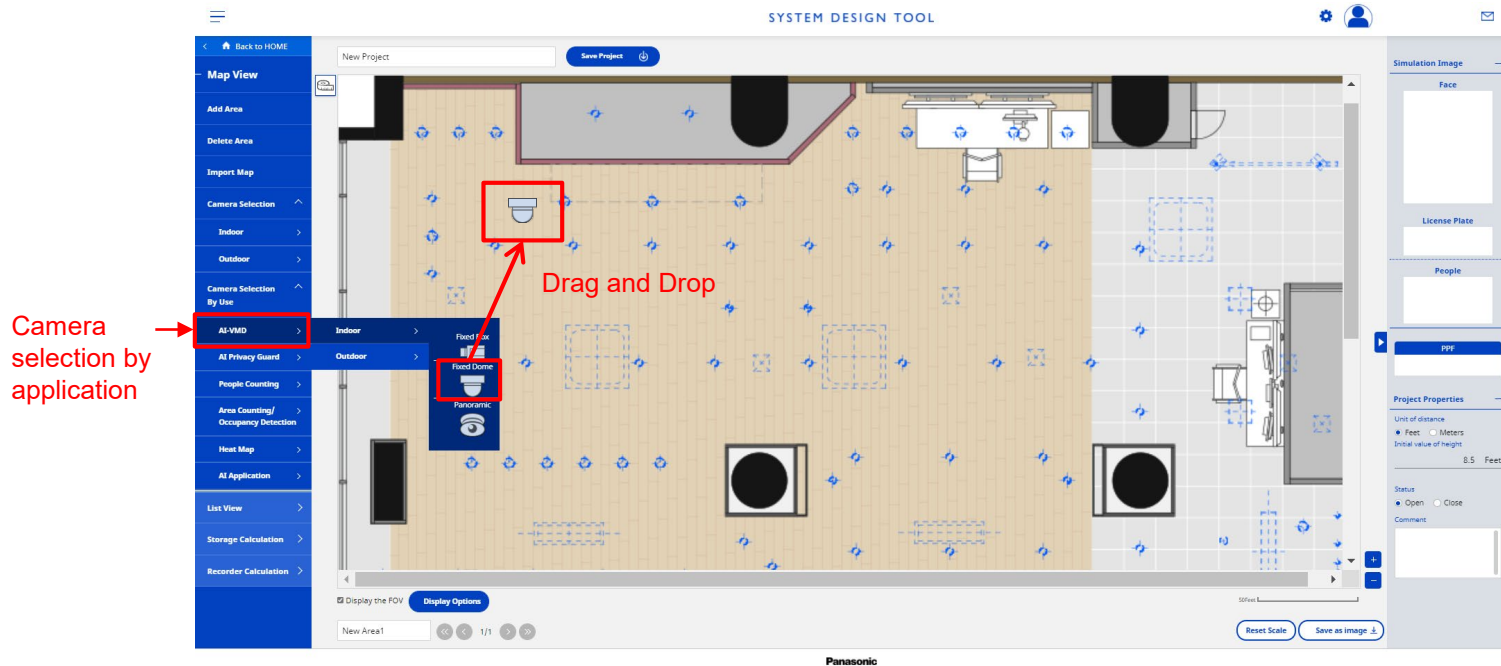 SYSTEM DESIGN TOOL
Back to HOME
Map View
Add Area
Delete Area
Import Map
Camera Selection
Indoor
Outdoor
Camera Selection
By Use
AI-VMD
AI Privacy Guard
People Counting
Area Counting/
Occupancy Detection
Heat Map
AI Application
List View
Storage Calculation
Recorder Calculation
Camera
selection by
application
Indoor
Outdoor
Fixed Box
Fixed Dome
Panoramic
New Project
Save Project
Drag and Drop
Display the FOV
Display Options
50Feet
New Area1
1/1
Reset Scale
Save as image
Simulation Image
Face
License Plate
People
PPF
Project Properties
Unit of distance
Feet Meters
Initial value of height
8.5 Feet
Status
Open Close
Comment
Panasonic